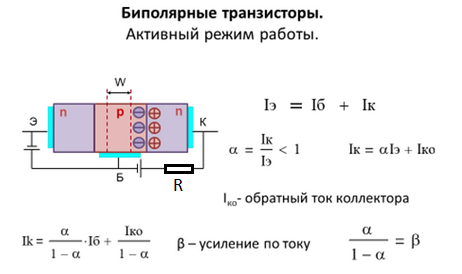 Биполярные транзисторы.
Активный режим работы.
W
n p n
Э К
Б
R
Iэ = Iб + Iк
α = Iк / Iэ < 1 Iк = αIэ + Iко
Iко- обратный ток коллектора
Ik = α / 1 − α ·Iб + Iко / 1 − α β – усиление по току α / 1 − α = β